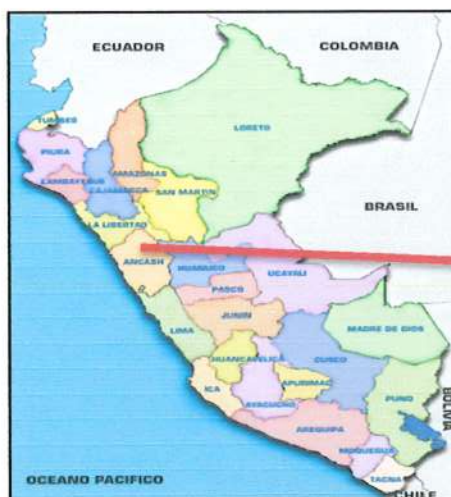 ECUADOR
COLOMBIA
TUMBES
LORETO
PIURA
AMAZONAS
LAMBAYEQUE
CAJAMARCA
SAN MARTIN
BRASIL
LA LIBERTAD
ANCASH
HUANUCO
UCAYALI
PASCO
LIMA
JUNIN
MADRE DE DIOS
HUANCAVELICA
CUSCO
ICA
APURIMAC
PUNO
BOLIVIA
AYACUCHO
AREQUIPA
MOQUEGUA
OCEANO PACIFICO
TACNA
CHILE